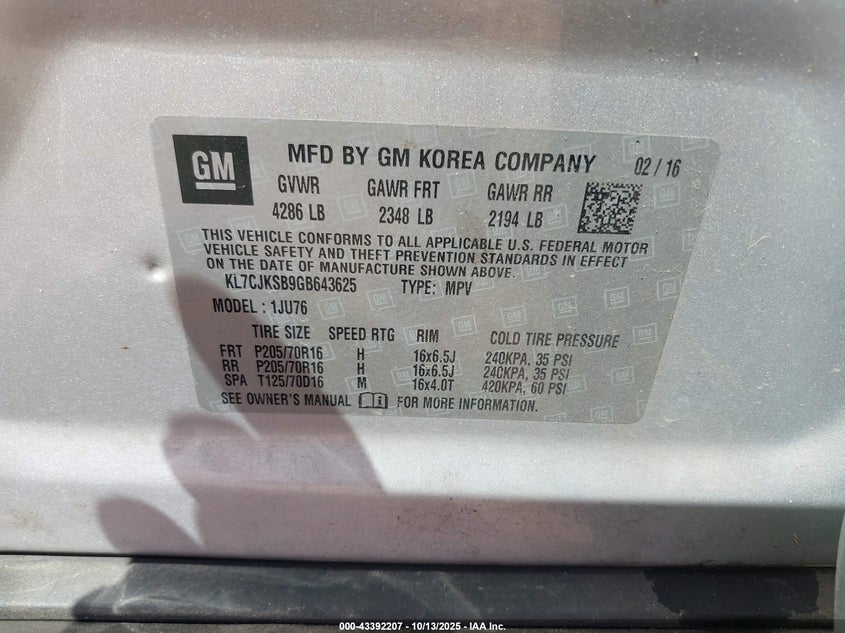 GM MFD BY GM KOREA COMPANY 02 / 16
GVWR GAWR FRT GAWR RR
4286 LB 2348 LB 2194 LB
THIS VEHICLE CONFORMS TO ALL APPLICABLE U.S. FEDERAL MOTOR
VEHICLE SAFETY AND THEFT PREVENTION STANDARDS IN EFFECT
ON THE DATE OF MANUFACTURE SHOWN ABOVE.
KL7CJKSB9GB643625 TYPE: MPV
MODEL : 1JU76
TIRE SIZE SPEED RTG RIM COLD TIRE PRESSURE
FRT P205/70R16 H 16x6.5J 240KPA, 35 PSI
RR P205/70R16 H 16x6.5J 240KPA, 35 PSI
SPA T125/70D16 M 16x4.0T 420KPA, 60 PSI
SEE OWNER'S MANUAL FOR MORE INFORMATION.
000-43392207 - 10/13/2025 - IAA Inc.